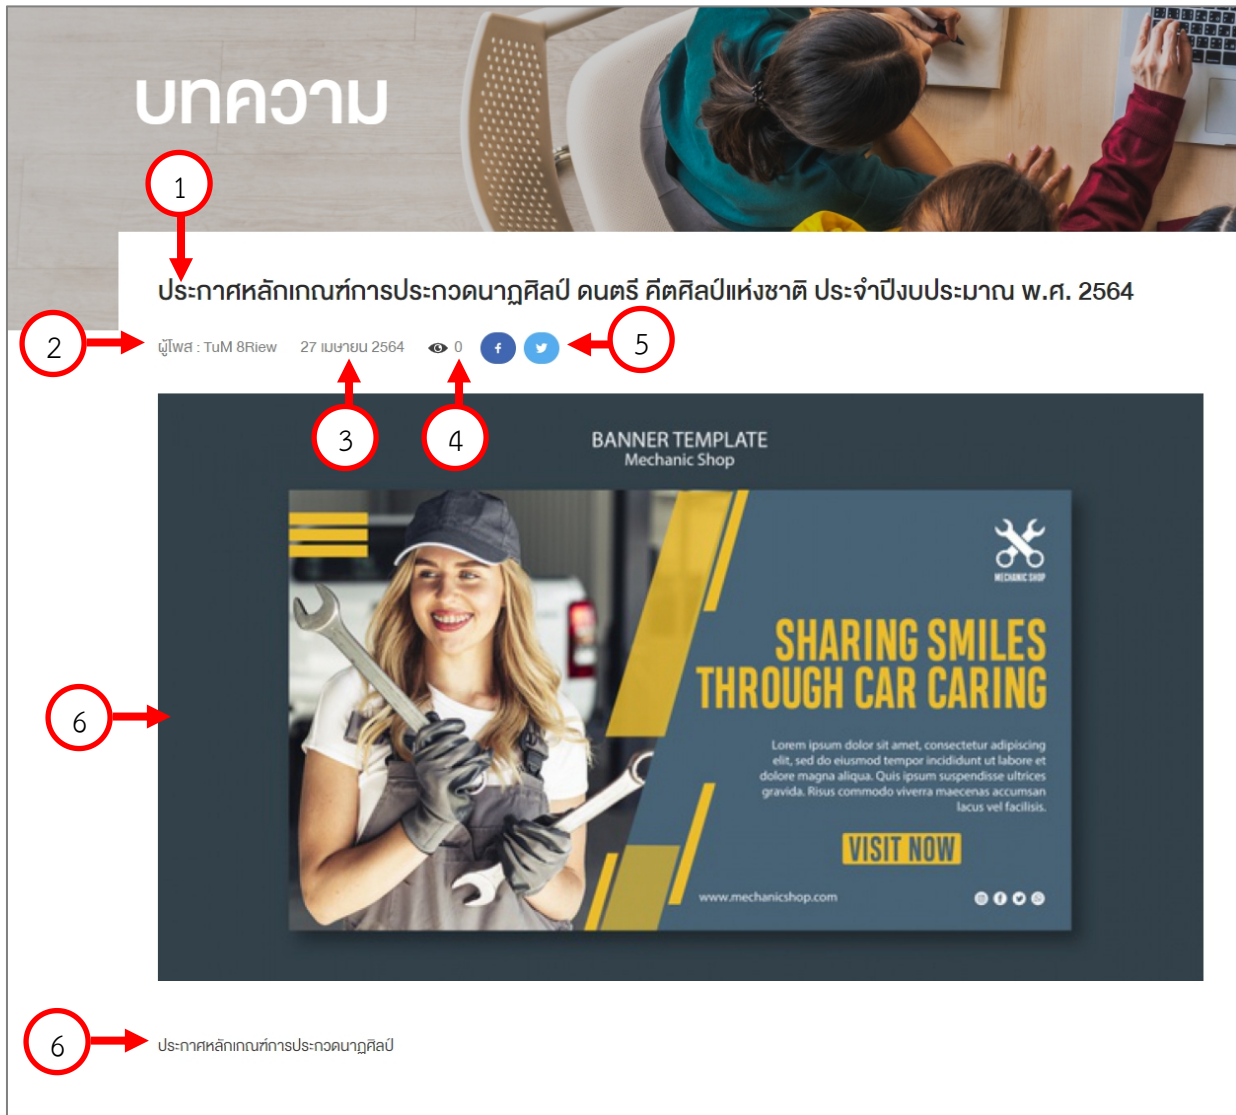 บทความ
1
ประกาศหลักเกณฑ์การประกวดนาฏศิลป์ ดนตรี คีตศิลป์แห่งชาติ ประจำปีงบประมาณ พ.ศ. 2564
2
ผู้โพส : TuM 8Riew 27 เมษายน 2564 0
5
3
4
BANNER TEMPLATE
Mechanic Shop
MECHANIC SHOP
SHARING SMILES
THROUGH CAR CARING
6
Lorem ipsum dolor sit amet, consectetur adipiscing
elit, sed do eiusmod tempor incididunt ut labore et
dolore magna aliqua. Quis ipsum suspendisse ultrices
gravida. Risus commodo viverra maecenas accumsan
lacus vel facilisis.
VISIT NOW
www.mechanicshop.com
6
ประกาศหลักเกณฑ์การประกวดนาฏศิลป์